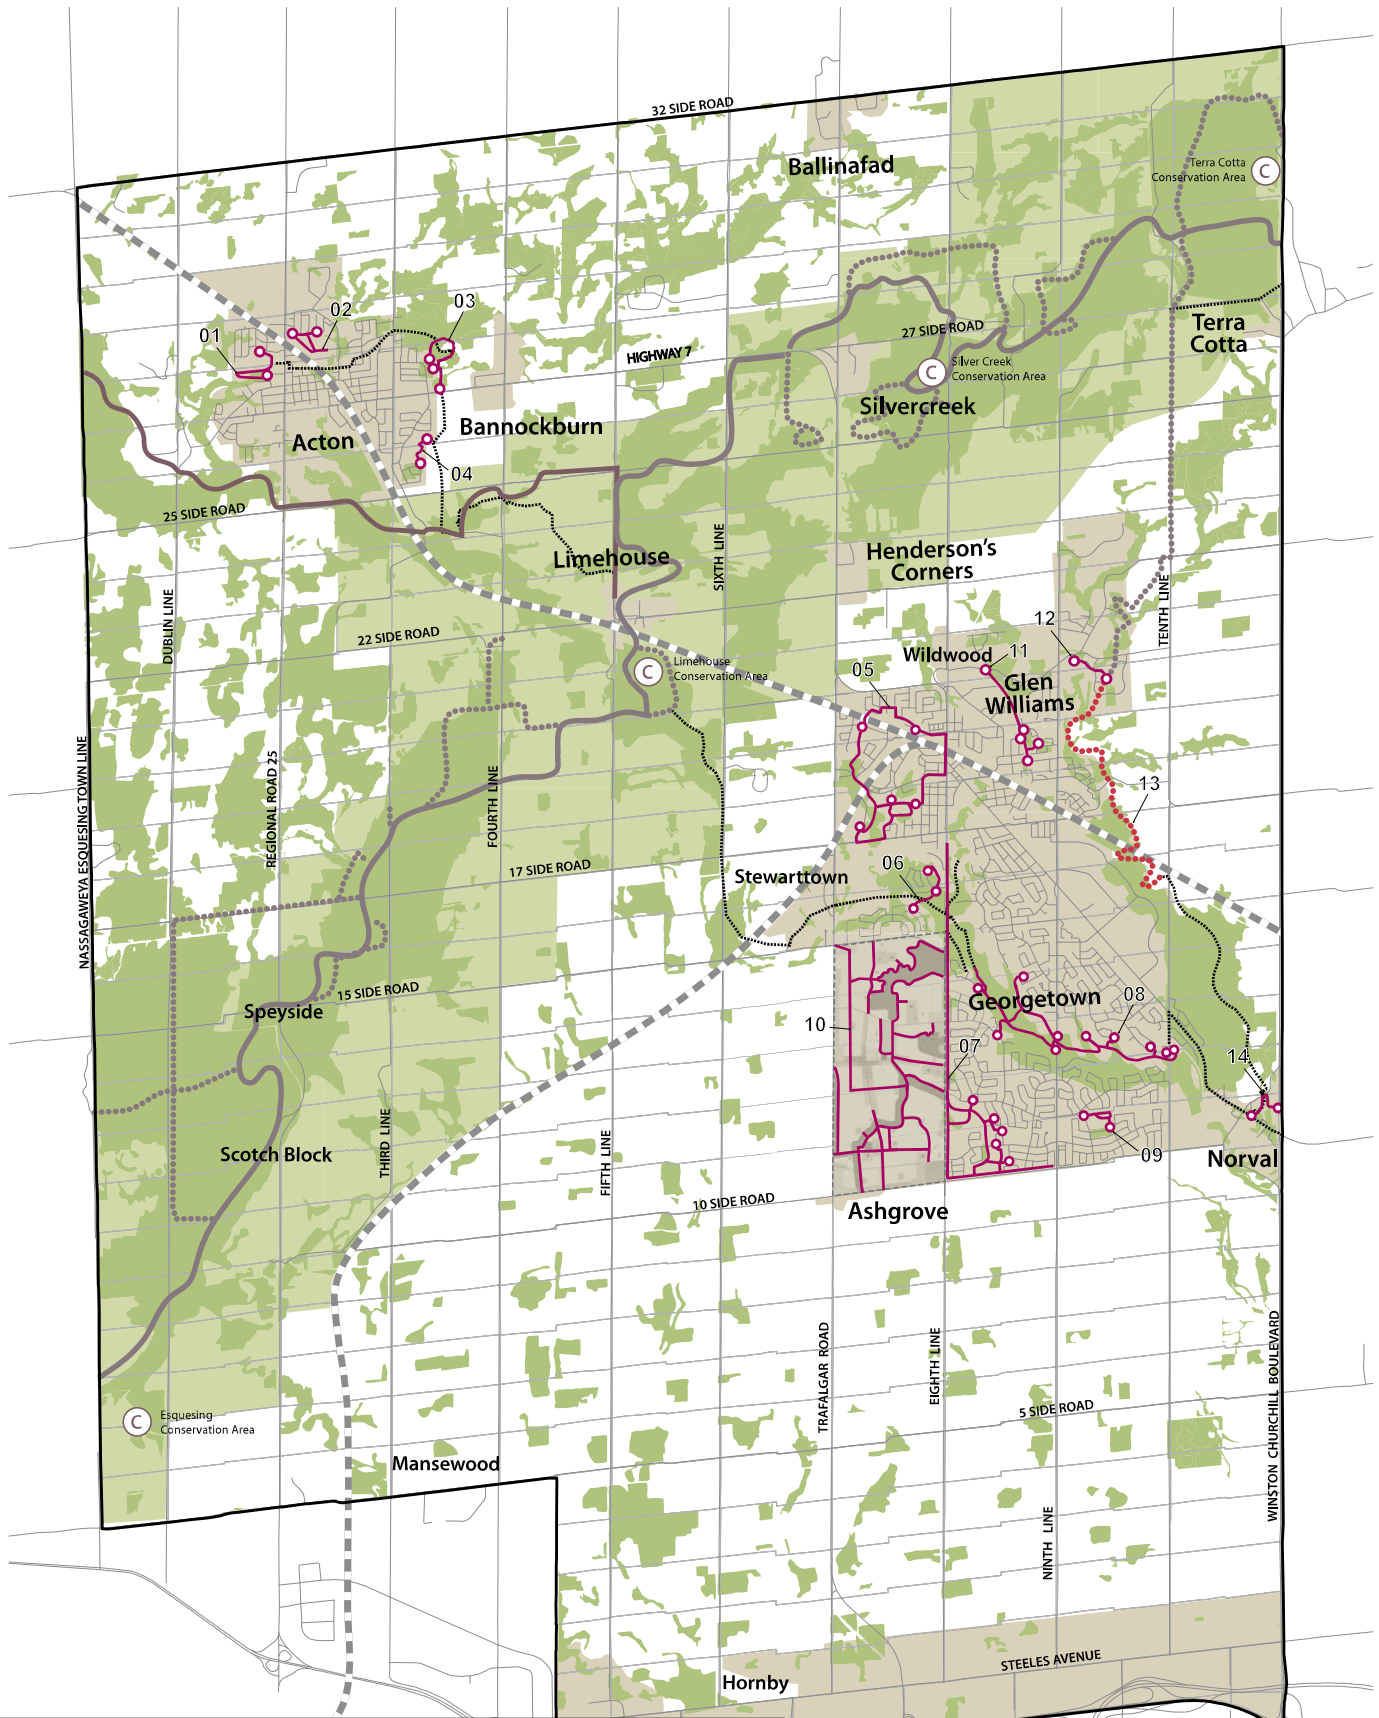 32 SIDE ROAD
Ballinafad
Terra Cotta
Conservation Area
C
03
02
01
27 SIDE ROAD
Terra
Cotta
HIGHWAY 7
C
Silver Creek
Conservation Area
Silvercreek
Bannockburn
Acton
04
25 SIDE ROAD
Limehouse
SIXTH LINE
Henderson's
Corners
DUBLIN LINE
TENTH LINE
22 SIDE ROAD
12
Wildwood
11
05
C
Limehouse
Conservation Area
Glen
Williams
NASSAGAWEYA ESQUESING TOWN LINE
REGIONAL ROAD 25
FOURTH LINE
13
17 SIDE ROAD
Stewarttown
06
15 SIDE ROAD
Georgetown
08
Speyside
10
07
14
THIRD LINE
Scotch Block
FIFTH LINE
09
Norval
10 SIDE ROAD
Ashgrove
TRAFALGAR ROAD
EIGHTH LINE
WINSTON CHURCHILL BOULEVARD
5 SIDE ROAD
C
Esquesing
Conservation Area
Mansewood
NINTH LINE
STEELES AVENUE
Hornby